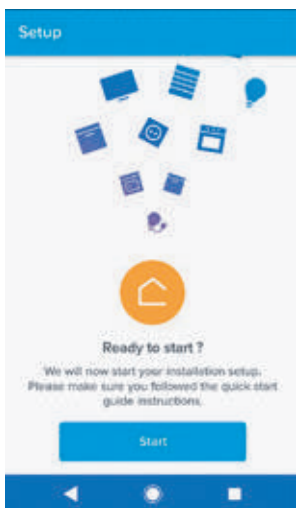 Setup
Ready to start ?
We will now start your installation setup.
Please make sure you followed the quick start
guide instructions.
Start